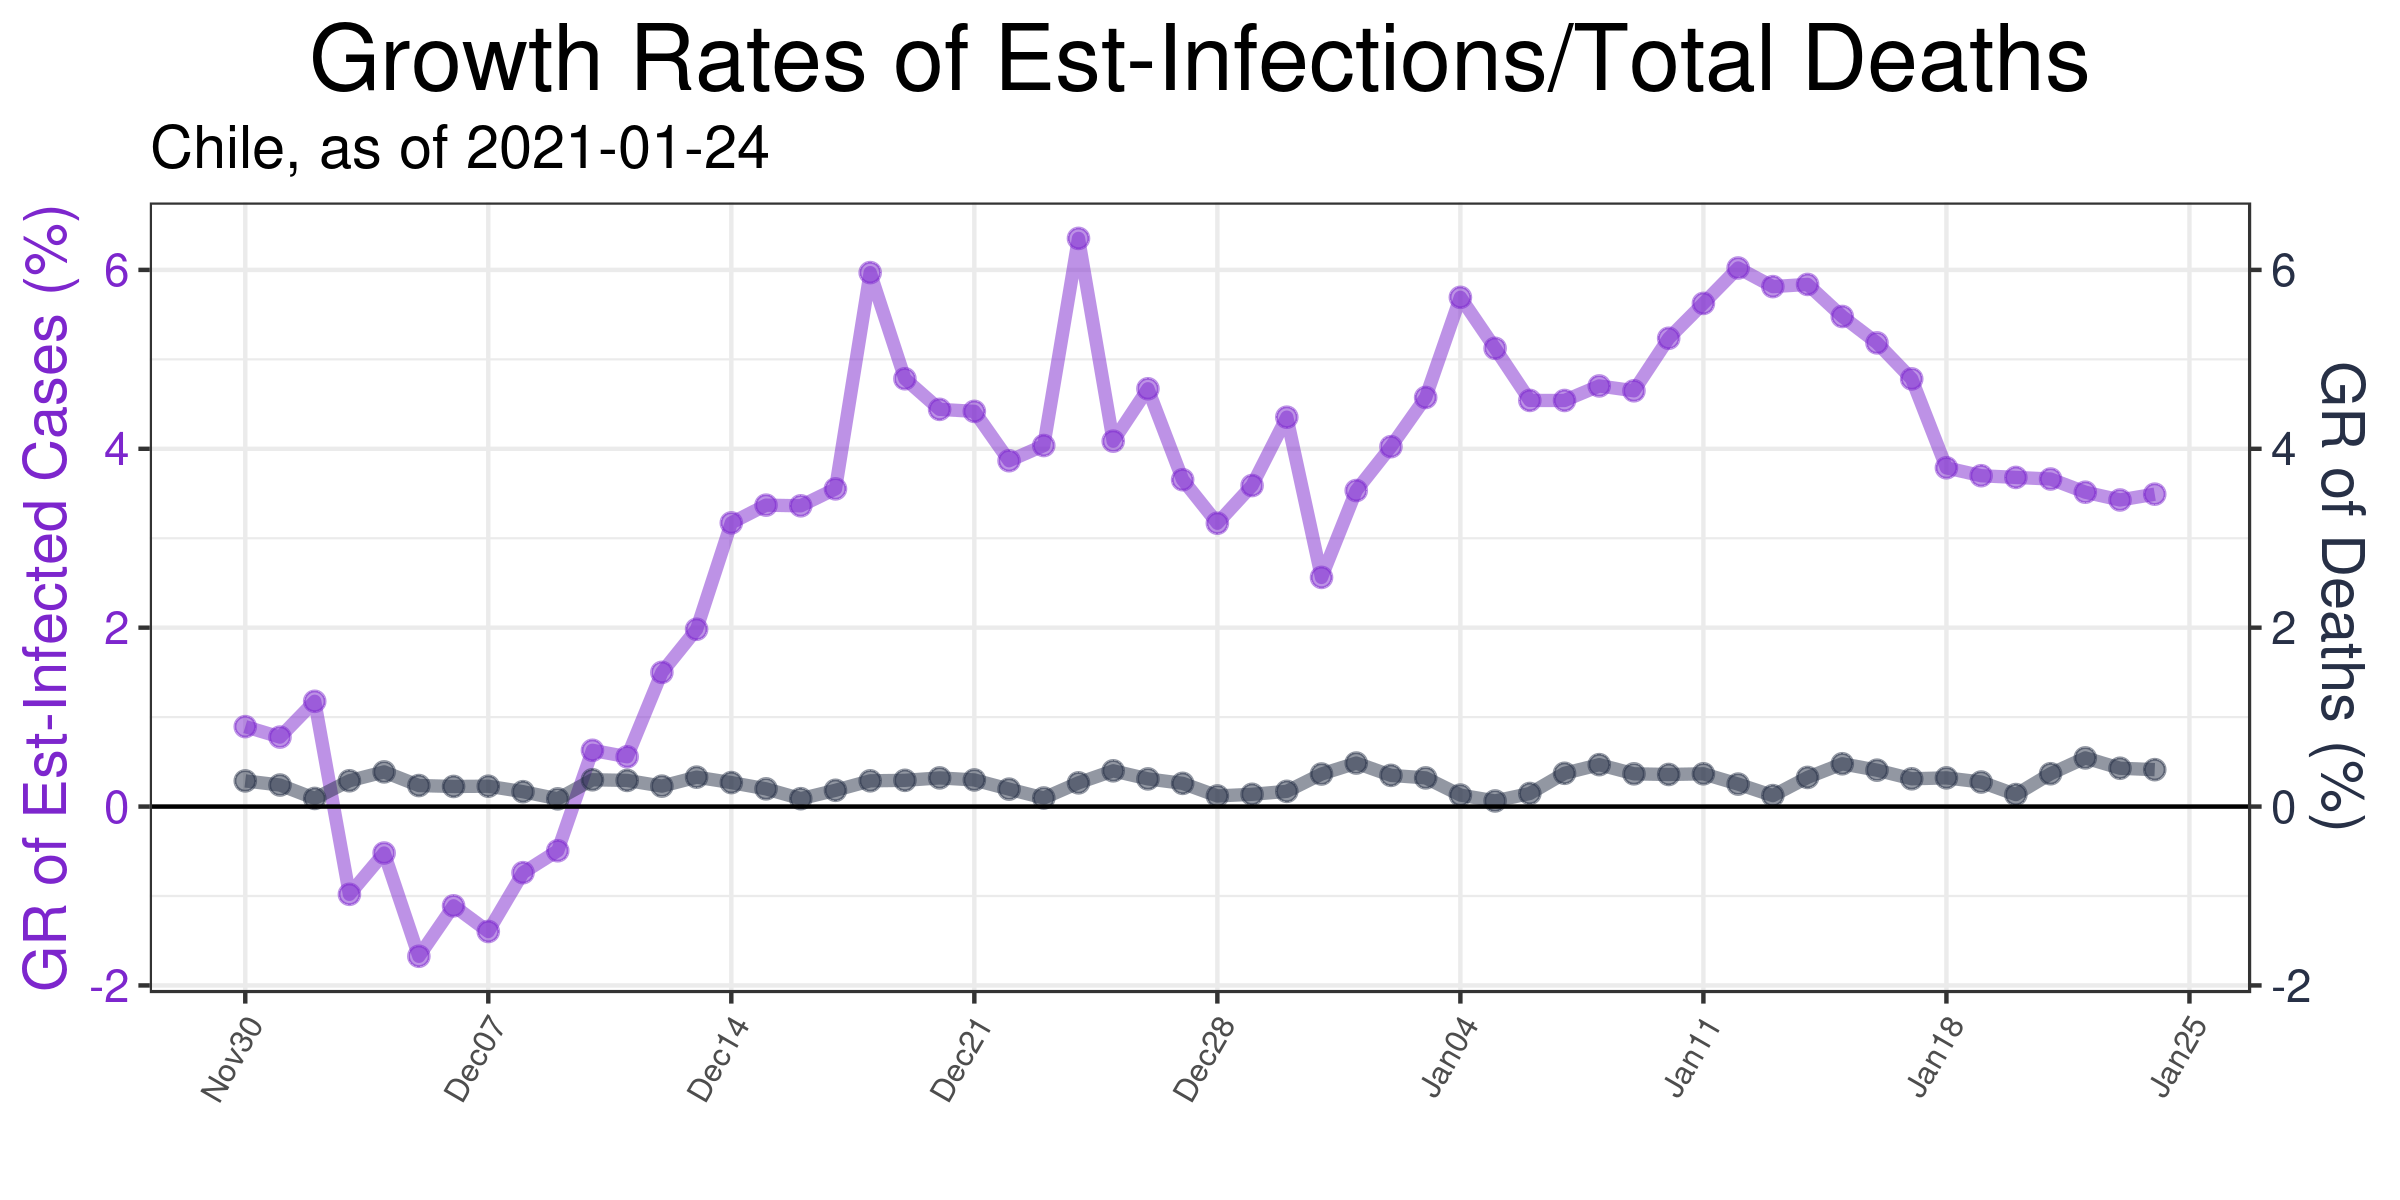 Growth Rates of Est-Infections/Total Deaths
Chile, as of 2021-01-24
GR of Est-Infected Cases (%)
6
4
2
0
-2
6
4
2
0
-2
GR of Deaths (%)
Nov30
Dec07
Dec14
Dec21
Dec28
Jan04
Jan11
Jan18
Jan25